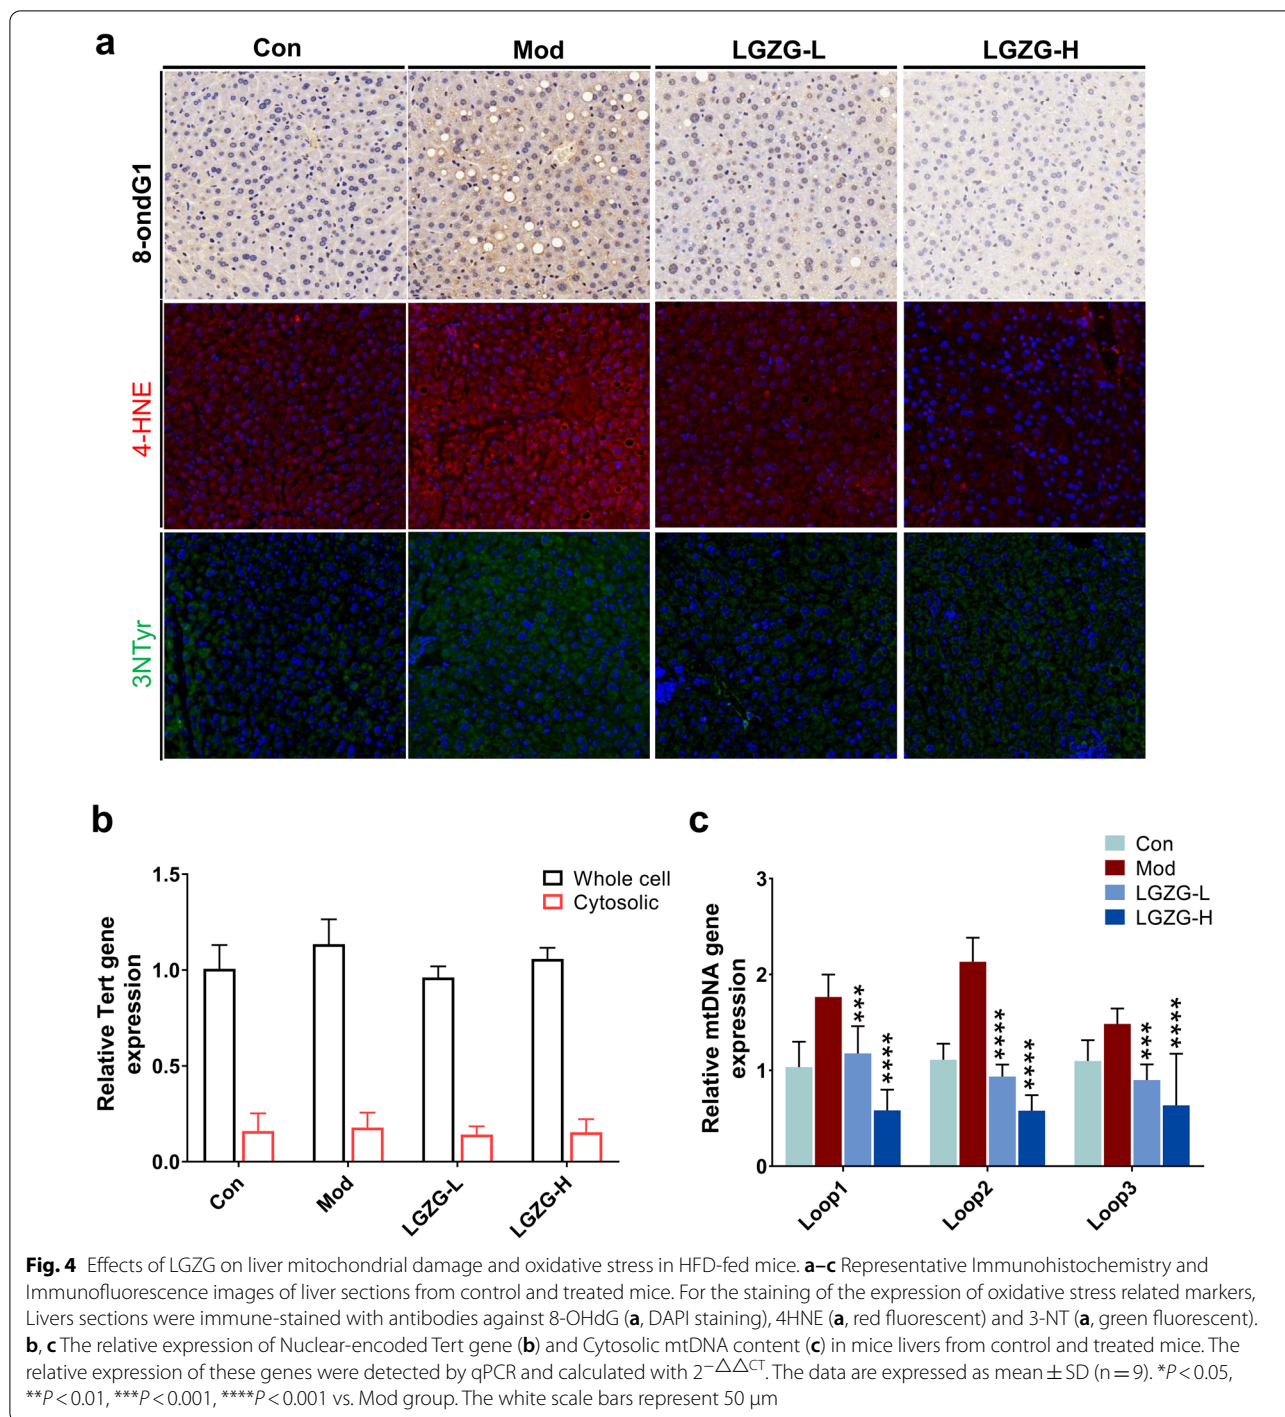 a
Con Mod LGZG-L LGZG-H
8-ondG1
4-HNE
3NTyr
b
Relative Tert gene
expression
1.5
1.0
0.5
0.0
Whole cell
Cytosolic
Con Mod LGZG-L LGZG-H
c
Relative mtDNA gene
expression
3
2
1
0
Con
Mod
LGZG-L
LGZG-H
*** **** **** **** *** ****
Loop1 Loop2 Loop3
Fig. 4 Effects of LGZG on liver mitochondrial damage and oxidative stress in HFD-fed mice. a–c Representative Immunohistochemistry and
Immunofluorescence images of liver sections from control and treated mice. For the staining of the expression of oxidative stress related markers,
Livers sections were immune-stained with antibodies against 8-OHdG (a, DAPI staining), 4HNE (a, red fluorescent) and 3-NT (a, green fluorescent).
b, c The relative expression of Nuclear-encoded Tert gene (b) and Cytosolic mtDNA content (c) in mice livers from control and treated mice. The
relative expression of these genes were detected by qPCR and calculated with 2−△△CT. The data are expressed as mean ± SD (n = 9). *P < 0.05,
**P < 0.01, ***P < 0.001, ****P < 0.001 vs. Mod group. The white scale bars represent 50 μm